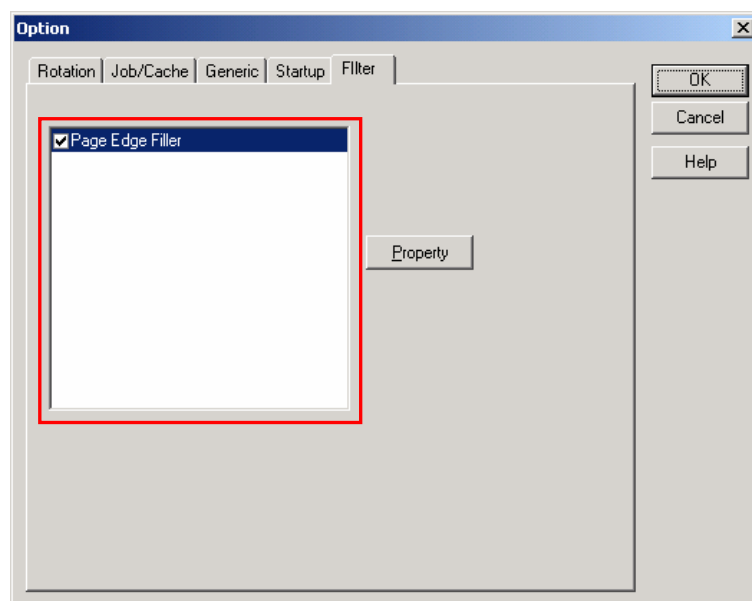 Option
Rotation Job/Cache Generic Startup FIlter
OK
Cancel
Page Edge Filler
Help
Property